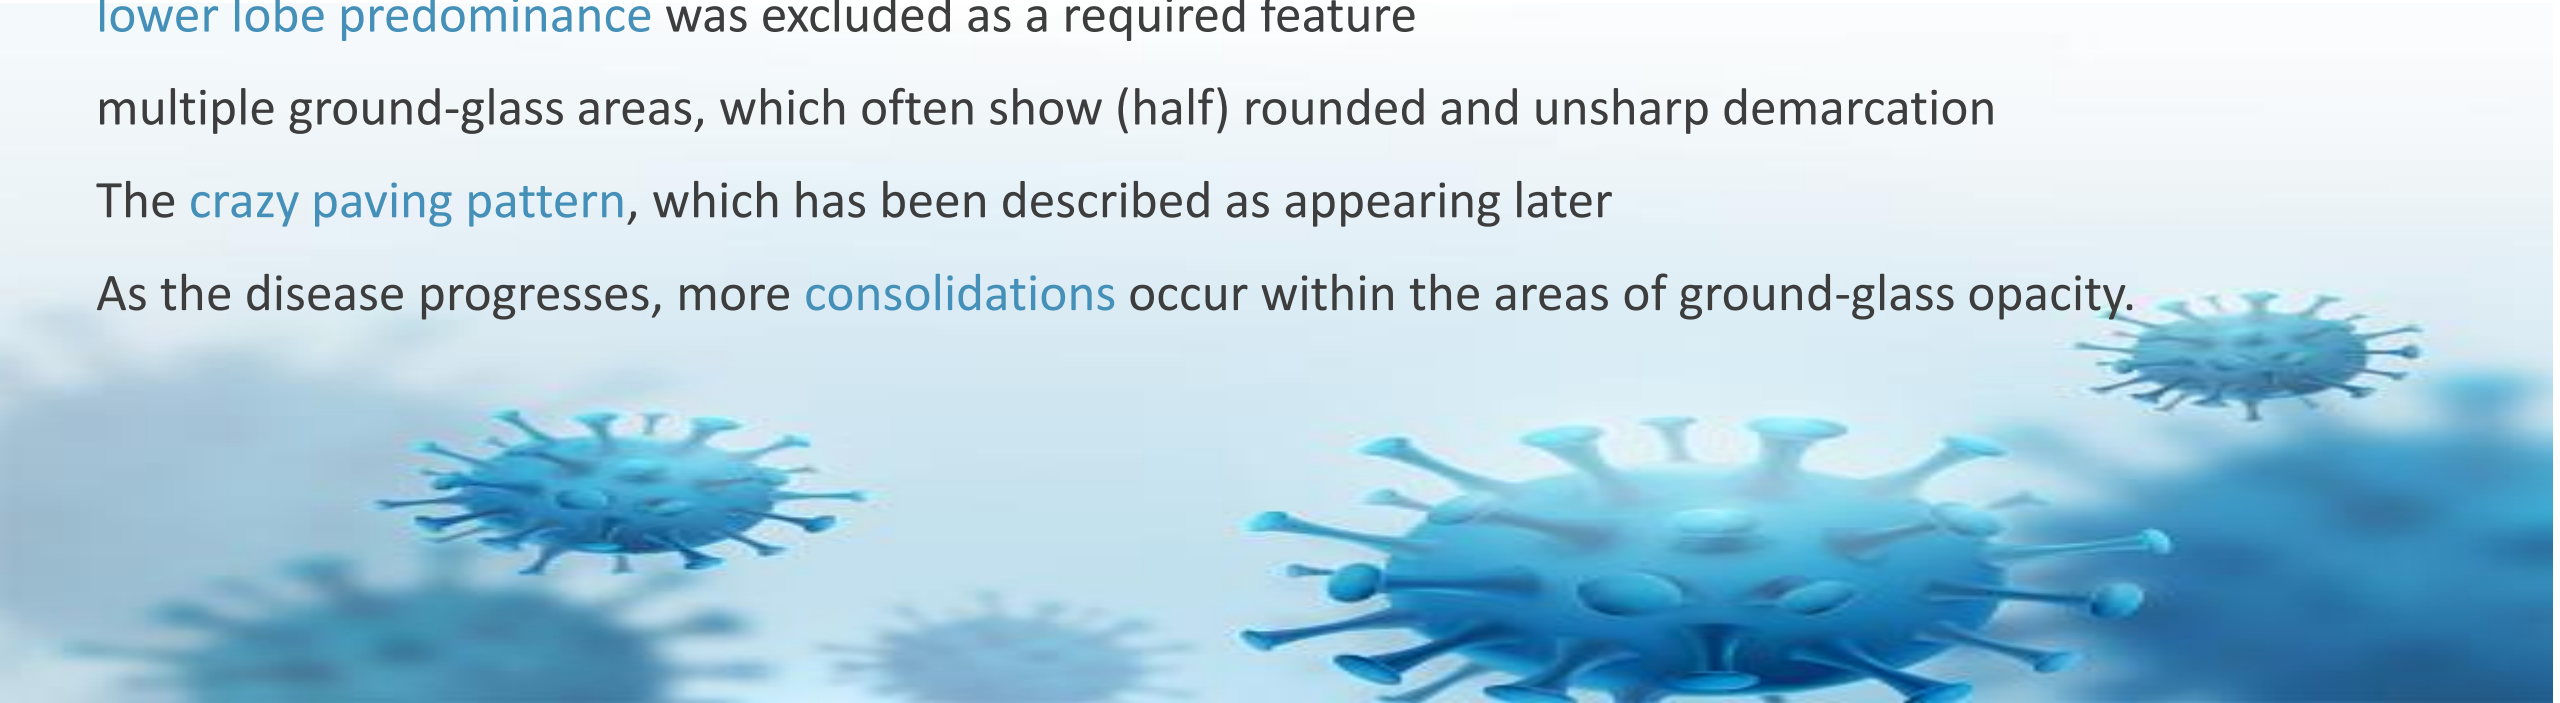 lower lobe predominance was excluded as a required feature
multiple ground-glass areas, which often show (half) rounded and unsharp demarcation
The crazy paving pattern, which has been described as appearing later
As the disease progresses, more consolidations occur within the areas of ground-glass opacity.